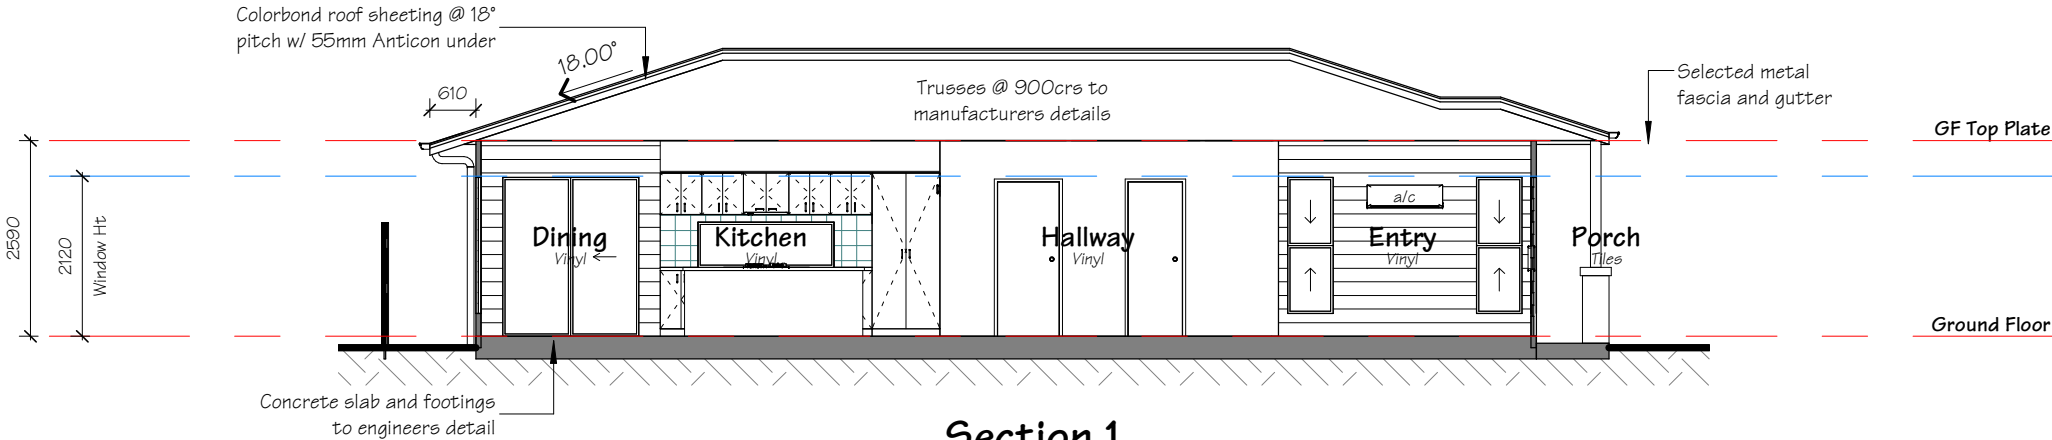 Colorbond roof sheeting @ 18°
pitch w/ 55mm Anticon under
18.00°
610
Trusses @ 900crs to
manufacturers details
Selected metal
fascia and gutter
GF Top Plate
2590
2120
Window Ht
Dining
Vinyl
Kitchen
Vinyl
Hallway
Vinyl
a/c
Entry
Vinyl
Porch
Tiles
Ground Floor
Concrete slab and footings
to engineers detail
Section 1